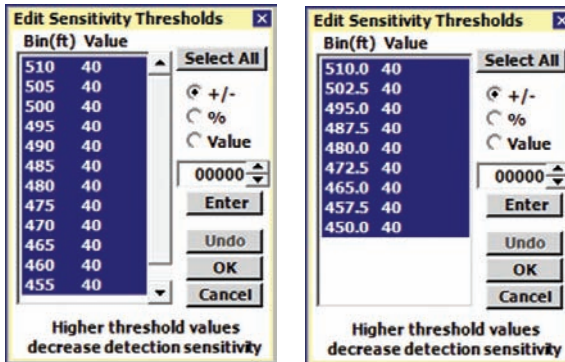 Edit Sensitivity Thresholds
Bin(ft) Value
510 40
505 40
500 40
495 40
490 40
485 40
480 40
475 40
470 40
465 40
460 40
455 40
Select All
+/-
%
Value
00000
Enter
Undo
OK
Cancel
Higher threshold values
decrease detection sensitivity
Edit Sensitivity Thresholds
Bin(ft) Value
510.0 40
502.5 40
495.0 40
487.5 40
480.0 40
472.5 40
465.0 40
457.5 40
450.0 40
Select All
+/-
%
Value
00000
Enter
Undo
OK
Cancel
Higher threshold values
decrease detection sensitivity